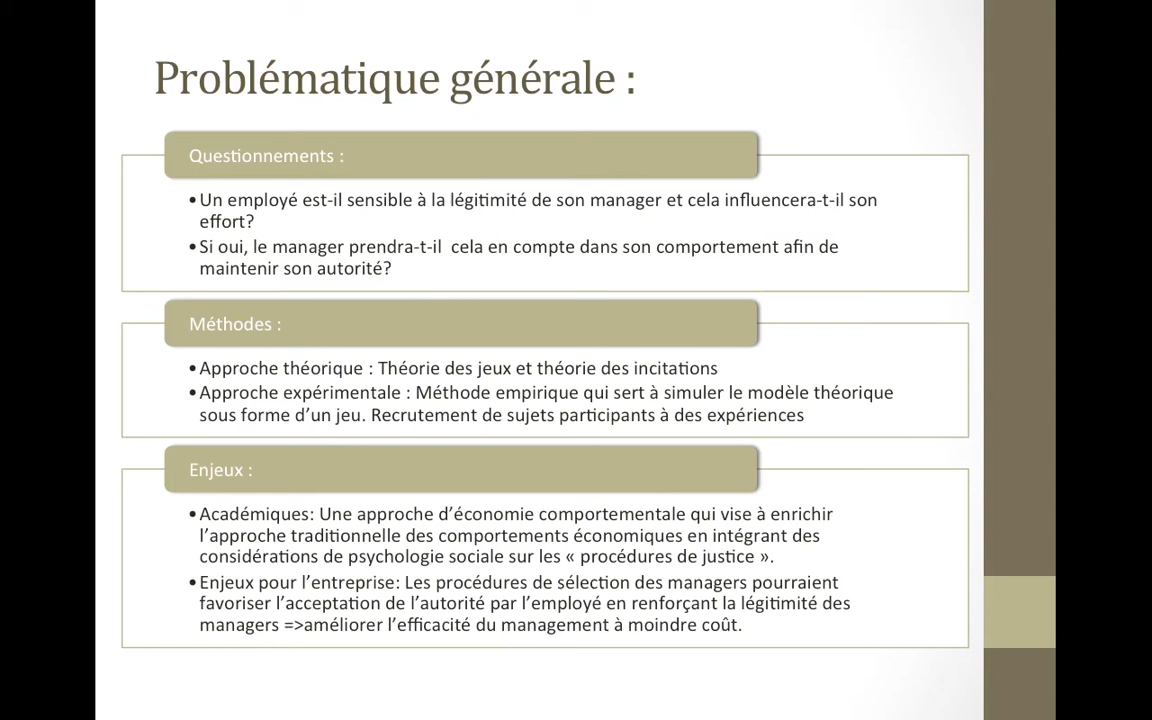 Problématique générale :
Questionnements :
•Un employé est-il sensible à la légitimité de son manager et cela influencera-t-il son
effort?
•Si oui, le manager prendra-t-il  cela en compte dans son comportement afin de
maintenir son autorité?
Méthodes :
•Approche théorique : Théorie des jeux et théorie des incitations
•Approche expérimentale : Méthode empirique qui sert à simuler le modèle théorique
sous forme d’un jeu. Recrutement de sujets participants à des expériences
Enjeux :
•Académiques: Une approche d’économie comportementale qui vise à enrichir
l’approche traditionnelle des comportements économiques en intégrant des
considérations de psychologie sociale sur les « procédures de justice ».
•Enjeux pour l’entreprise: Les procédures de sélection des managers pourraient
favoriser l’acceptation de l’autorité par l’employé en renforçant la légitimité des
managers =>améliorer l’efficacité du management à moindre coût.